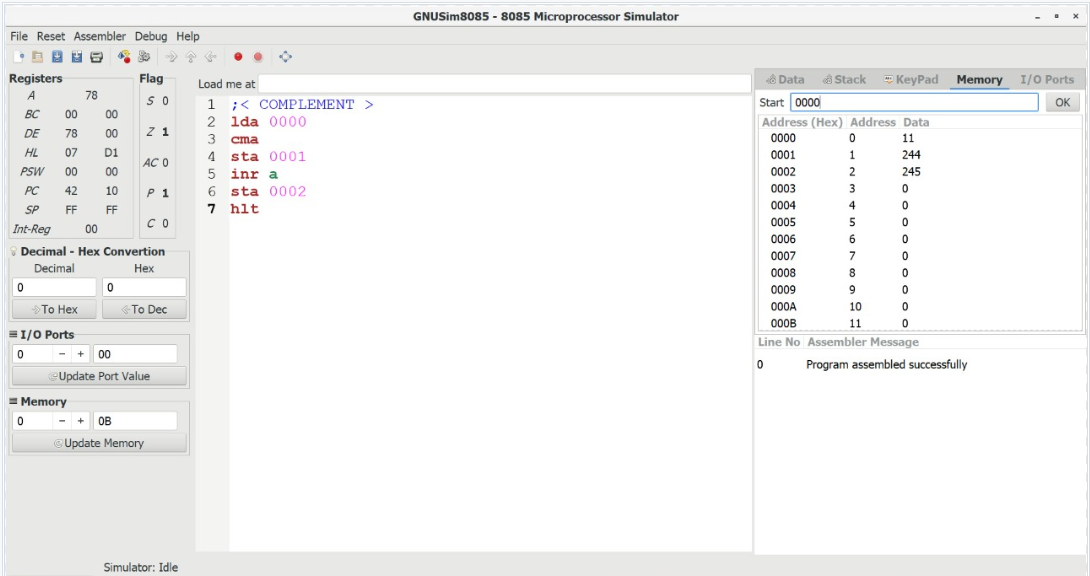 GNUSim8085 - 8085 Microprocessor Simulator
File Reset Assembler Debug Help
Registers
A 78
BC 00 00
DE 78 00
HL 07 D1
PSW 00 00
PC 42 10
SP FF FF
Int-Reg 00
Flag
S 0
Z 1
AC 0
P 1
C 0
Decimal - Hex Convertion
Decimal Hex
0 0
To Hex To Dec
I/O Ports
0 - + 00
Update Port Value
Memory
0 - + 0B
Update Memory
Load me at
1 ;< COMPLEMENT >
2 lda 0000
3 cma
4 sta 0001
5 inr a
6 sta 0002
7 hlt
Data Stack KeyPad Memory I/O Ports
Start 0000 OK
Address (Hex) Address Data
0000 0 11
0001 1 244
0002 2 245
0003 3 0
0004 4 0
0005 5 0
0006 6 0
0007 7 0
0008 8 0
0009 9 0
000A 10 0
000B 11 0
Line No Assembler Message
0 Program assembled successfully
Simulator: Idle